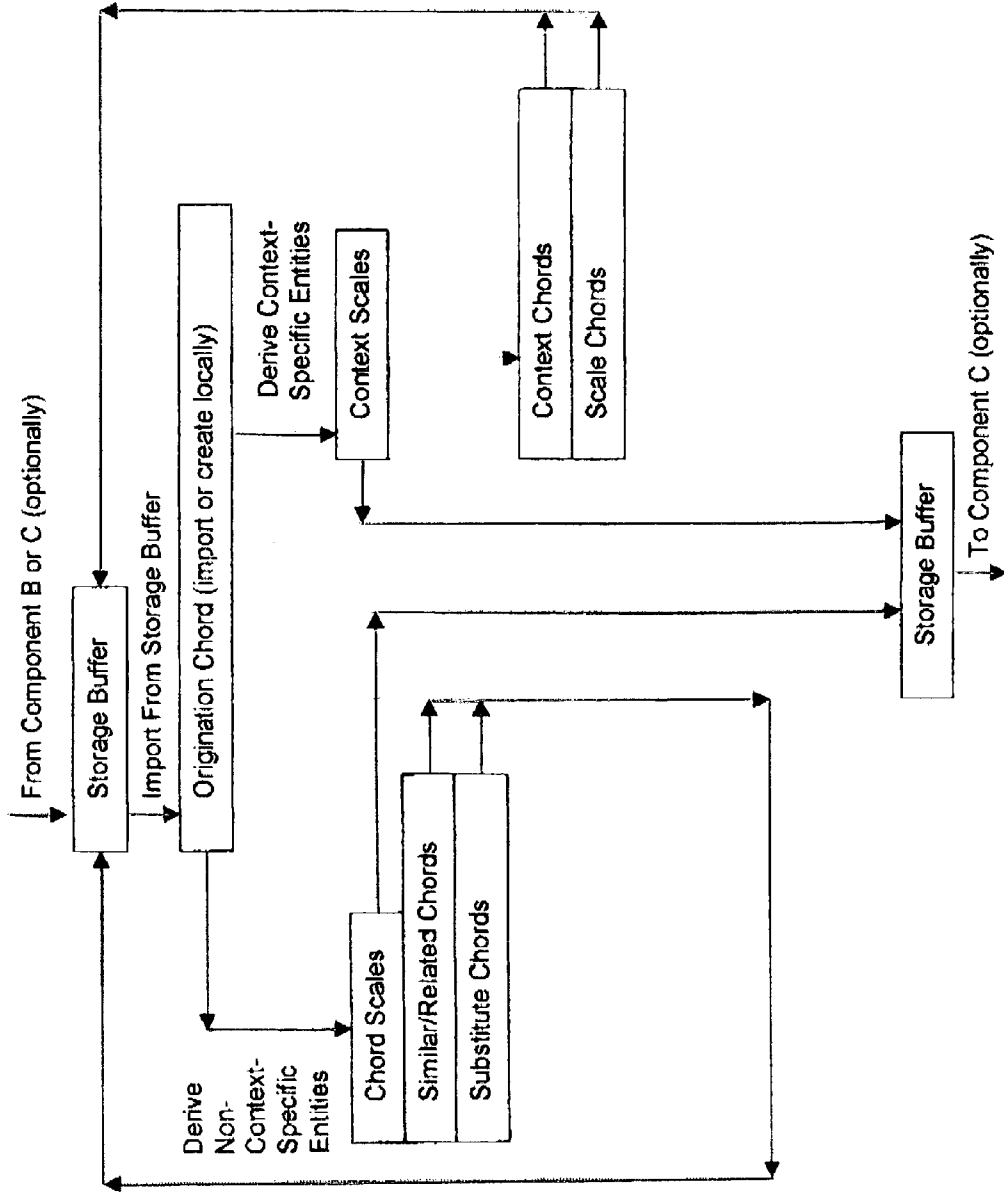 From Component B or C (optionally)
Storage Buffer
Import From Storage Buffer
Origination Chord (import or create locally)
Derive
Non-
Context-
Specific
Entities
Derive Context-
Specific Entities
Chord Scales
Similar/Related Chords
Substitute Chords
Context Scales
Context Chords
Scale Chords
Storage Buffer
To Component C (optionally)